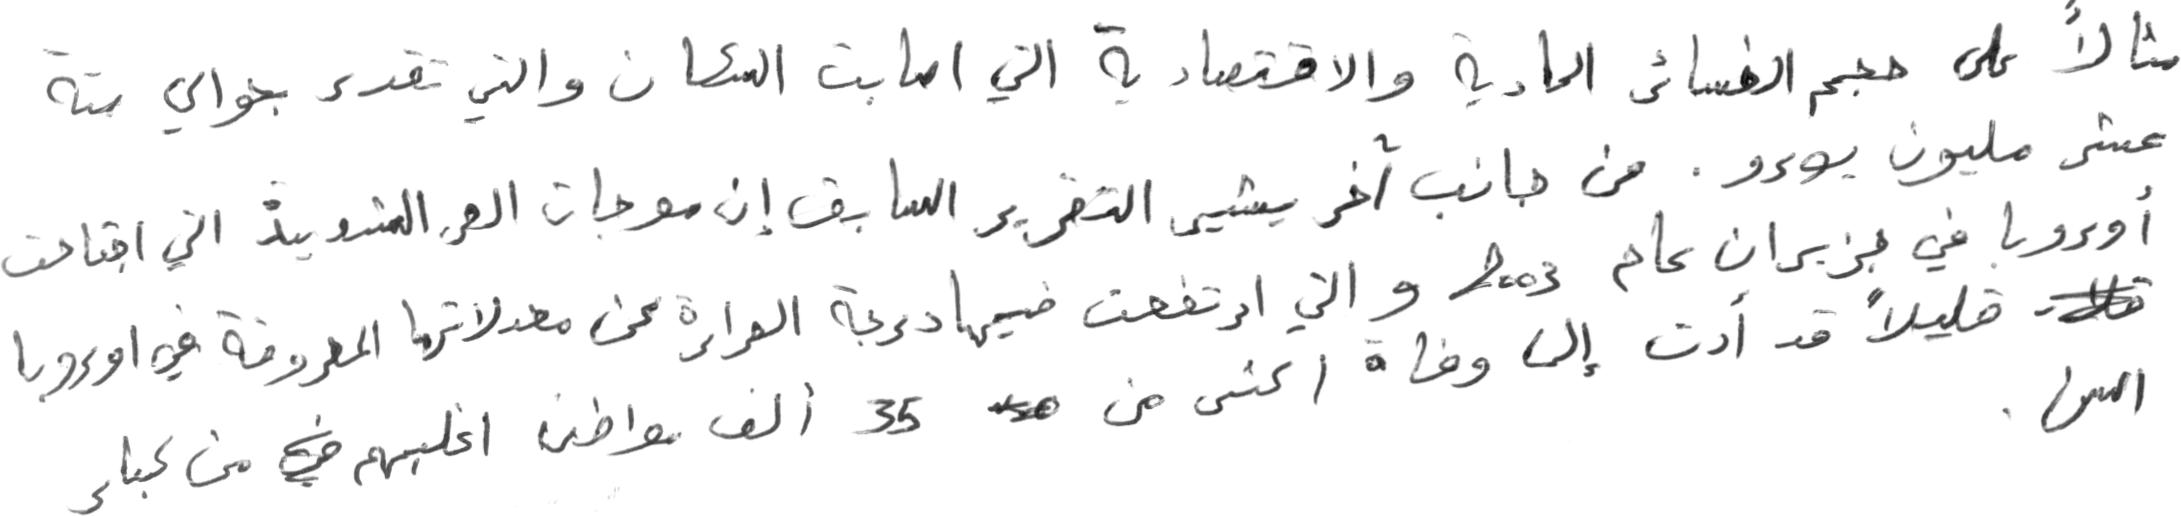 مثالاً على حجم الخسائر المادية والاقتصادية التي اصابت السكان والتي تقدر بحوالي ستة
عشر مليون يورو. من جانب آخر يشير التقرير السابق إن موجات الحر الشديدة التي اجتاحت
أوروبا في حزيران عام 2003 والتي ارتفعت فيها درجة الحرارة عن معدلاتها المعروفة في اوروبا
قليلاً قد أدت إلى وفاة اكثر من 35 ألف مواطن اغلبهم من كبار
السن.